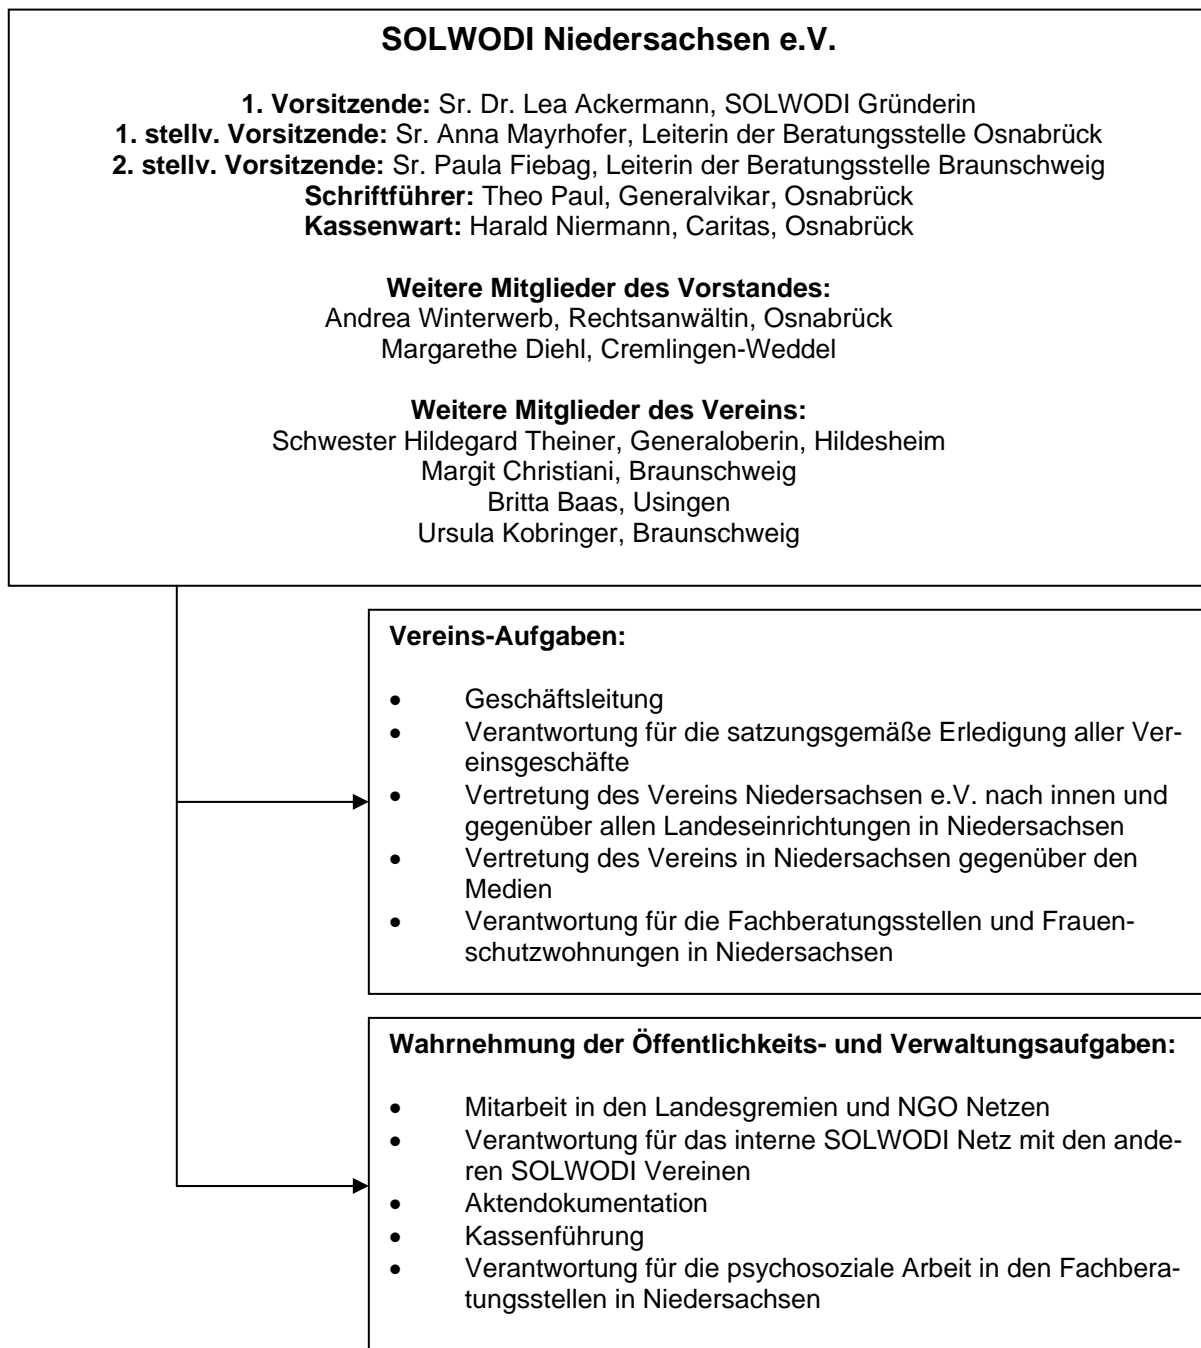 SOLWODI Niedersachsen e.V.
1. Vorsitzende: Sr. Dr. Lea Ackermann, SOLWODI Gründerin
1. stellv. Vorsitzende: Sr. Anna Mayrhofer, Leiterin der Beratungsstelle Osnabrück
2. stellv. Vorsitzende: Sr. Paula Fiebag, Leiterin der Beratungsstelle Braunschweig
Schriftführer: Theo Paul, Generalvikar, Osnabrück
Kassenwart: Harald Niermann, Caritas, Osnabrück
Weitere Mitglieder des Vorstandes:
Andrea Winterwerb, Rechtsanwältin, Osnabrück
Margarethe Diehl, Cremlingen-Weddel
Weitere Mitglieder des Vereins:
Schwester Hildegard Theiner, Generaloberin, Hildesheim
Margit Christiani, Braunschweig
Britta Baas, Usingen
Ursula Kobringer, Braunschweig
Vereins-Aufgaben:
• Geschäftsleitung
• Verantwortung für die satzungsgemäße Erledigung aller Ver-
einsgeschäfte
• Vertretung des Vereins Niedersachsen e.V. nach innen und
gegenüber allen Landeseinrichtungen in Niedersachsen
• Vertretung des Vereins in Niedersachsen gegenüber den
Medien
• Verantwortung für die Fachberatungsstellen und Frauen-
schutzwohnungen in Niedersachsen
Wahrnehmung der Öffentlichkeits- und Verwaltungsaufgaben:
• Mitarbeit in den Landesgremien und NGO Netzen
• Verantwortung für das interne SOLWODI Netz mit den ande-
ren SOLWODI Vereinen
• Aktendokumentation
• Kassenführung
• Verantwortung für die psychosoziale Arbeit in den Fachbera-
tungsstellen in Niedersachsen